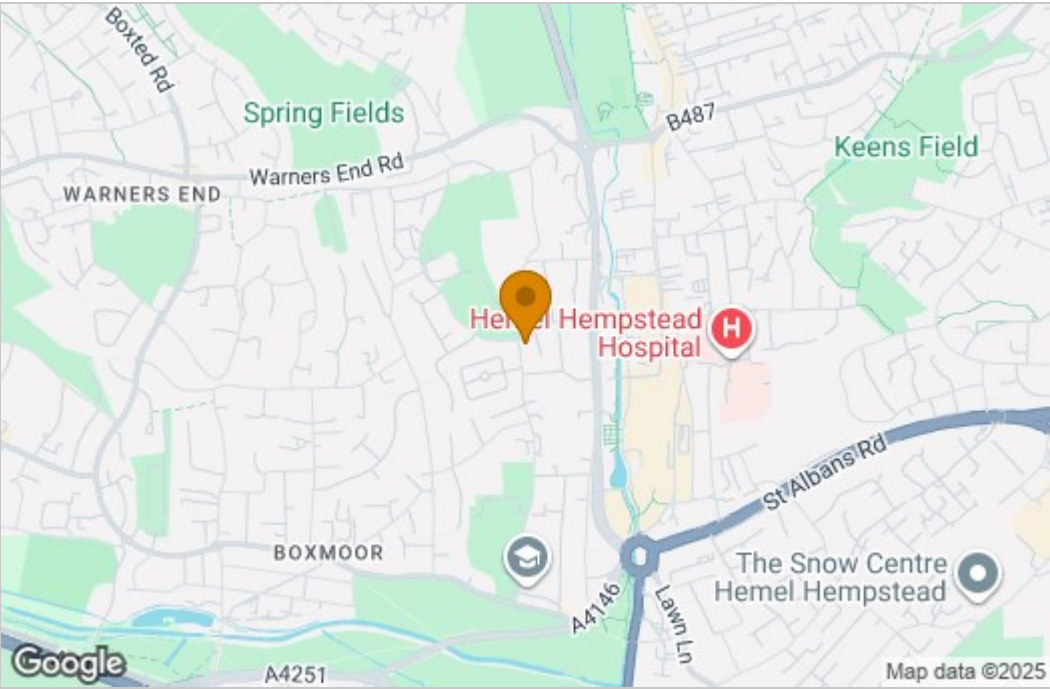 Boxted Rd
Spring Fields
B487
Keens Field
Warners End Rd
WARNERS END
Hemel Hempstead
Hospital
H
St Albans Rd
BOXMOOR
The Snow Centre
Hemel Hempstead
A4146
Lawn Ln
A4251
Google
Map data ©2025